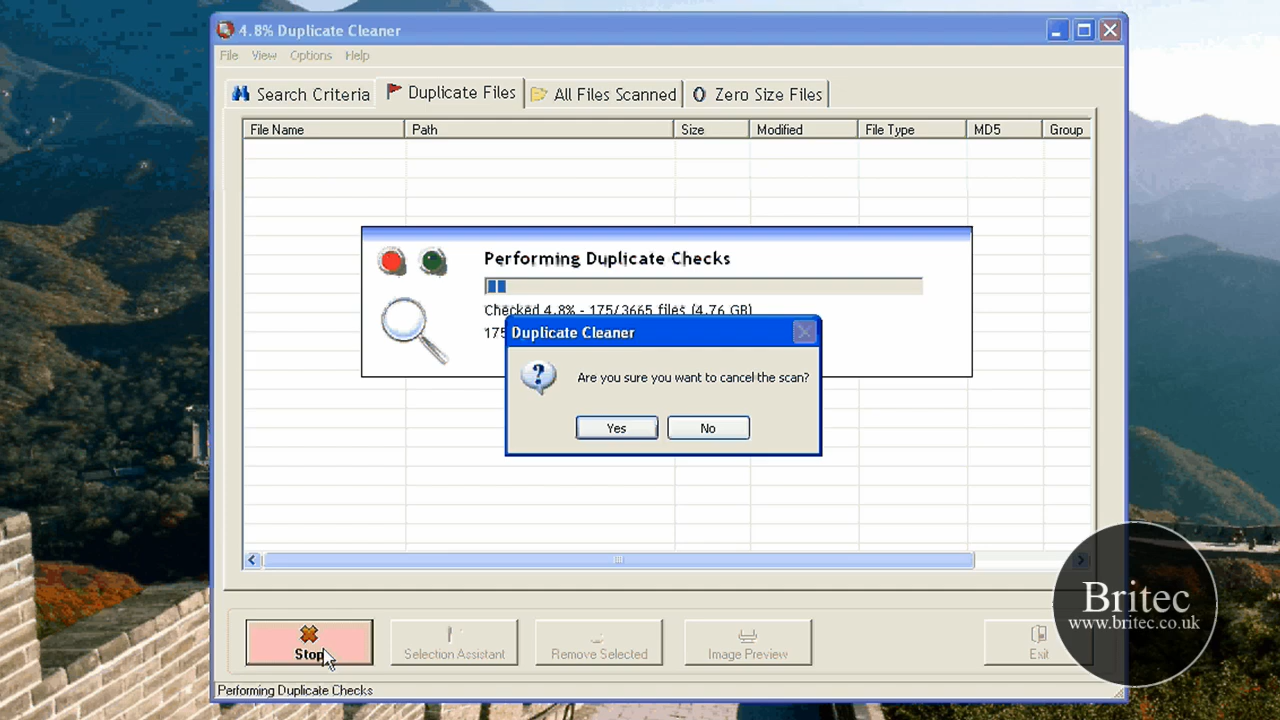 4.8% Duplicate Cleaner
File View Options Help
Search Criteria Duplicate Files All Files Scanned Zero Size Files
File Name Path Size Modified File Type MD5 Group
Performing Duplicate Checks
Checked 4.8% - 175/3665 files (4.76 GB)
175
Duplicate Cleaner
Are you sure you want to cancel the scan?
Yes No
Stop Selection Assistant Remove Selected Image Preview Exit
Performing Duplicate Checks
Britec
www.britec.co.uk